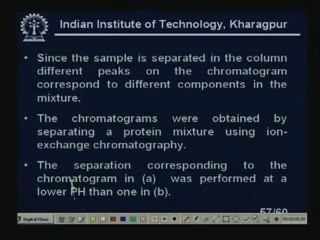 Indian Institute of Technology, Kharagpur
• Since the sample is separated in the column
different peaks on the chromatogram
correspond to different components in the
mixture.
• The chromatograms were obtained by
separating a protein mixture using ion-
exchange chromatography.
• The separation corresponding to the
chromatogram in (a) was performed at a
lower PH than one in (b).
57/60